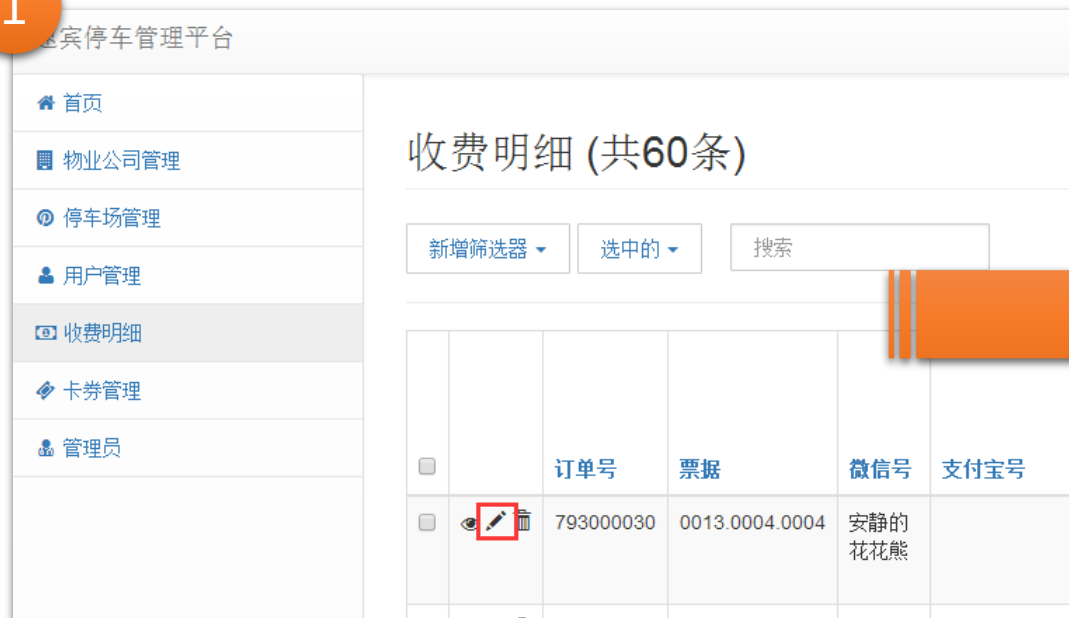 1
宾停车管理平台
首页
物业公司管理
停车场管理
用户管理
收费明细
卡券管理
管理员
收费明细 (共60条)
新增筛选器 选中的 搜索
订单号 票据 微信号 支付宝号
793000030 0013.0004.0004 安静的
花花熊